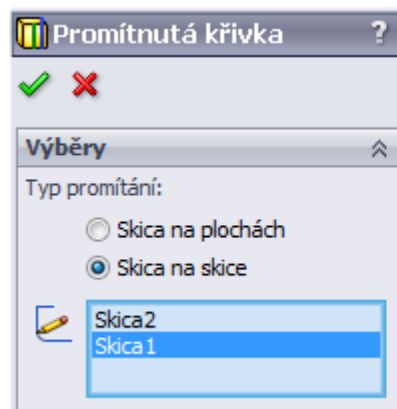 Promítnutá křivka ?
Výběry
Typ promítání:
Skica na plochách
Skica na skice
Skica2
Skica1